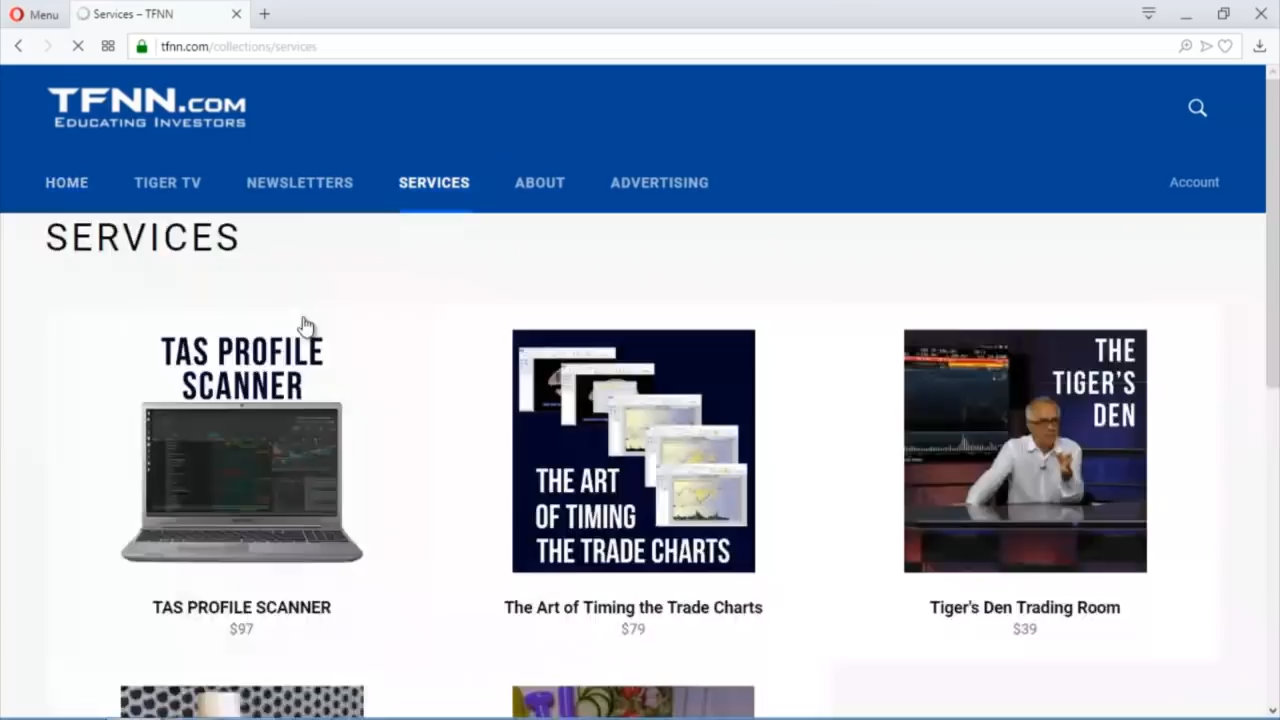 Menu
Services – TFNN
tfnn.com/collections/services
TFNN.COM
EDUCATING INVESTORS
HOME
TIGER TV
NEWSLETTERS
SERVICES
ABOUT
ADVERTISING
Account
SERVICES
TAS PROFILE
SCANNER
THE ART
OF TIMING
THE TRADE CHARTS
THE
TIGER'S
DEN
TAS PROFILE SCANNER
$97
The Art of Timing the Trade Charts
$79
Tiger's Den Trading Room
$39